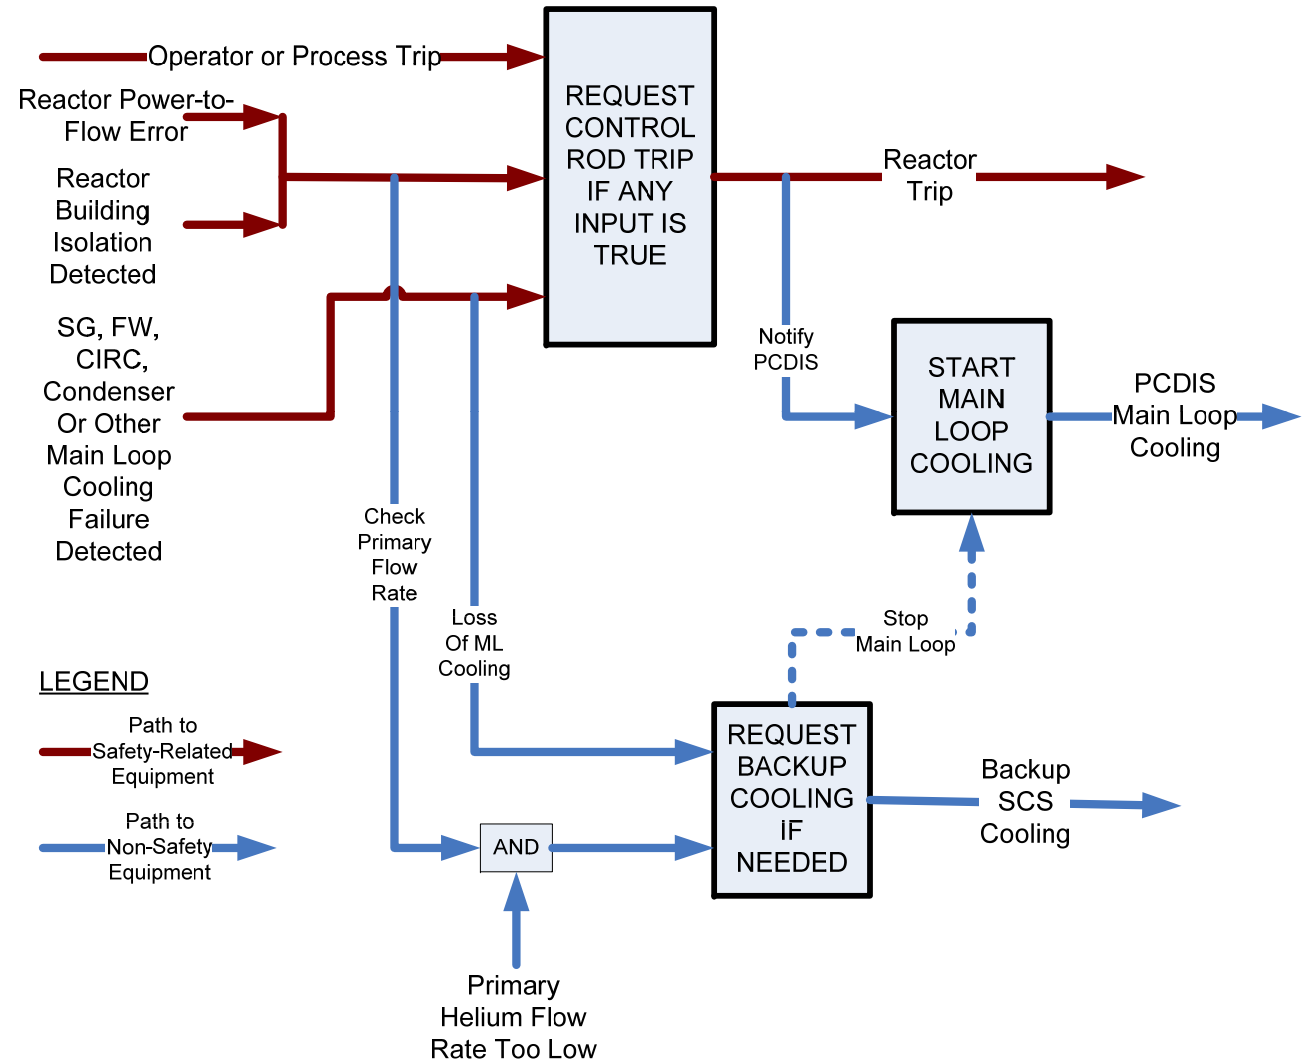 Operator or Process Trip
Reactor Power-to-
Flow Error
Reactor
Building
Isolation
Detected
SG, FW,
CIRC,
Condenser
Or Other
Main Loop
Cooling
Failure
Detected
REQUEST
CONTROL
ROD TRIP
IF ANY
INPUT IS
TRUE
Reactor
Trip
Notify
PCDIS
START
MAIN
LOOP
COOLING
PCDIS
Main Loop
Cooling
Check
Primary
Flow
Rate
Loss
Of ML
Cooling
Stop
Main Loop
REQUEST
BACKUP
COOLING
IF
NEEDED
Backup
SCS
Cooling
AND
Primary
Helium Flow
Rate Too Low
LEGEND
Path to
Safety-Related
Equipment
Path to
Non-Safety
Equipment